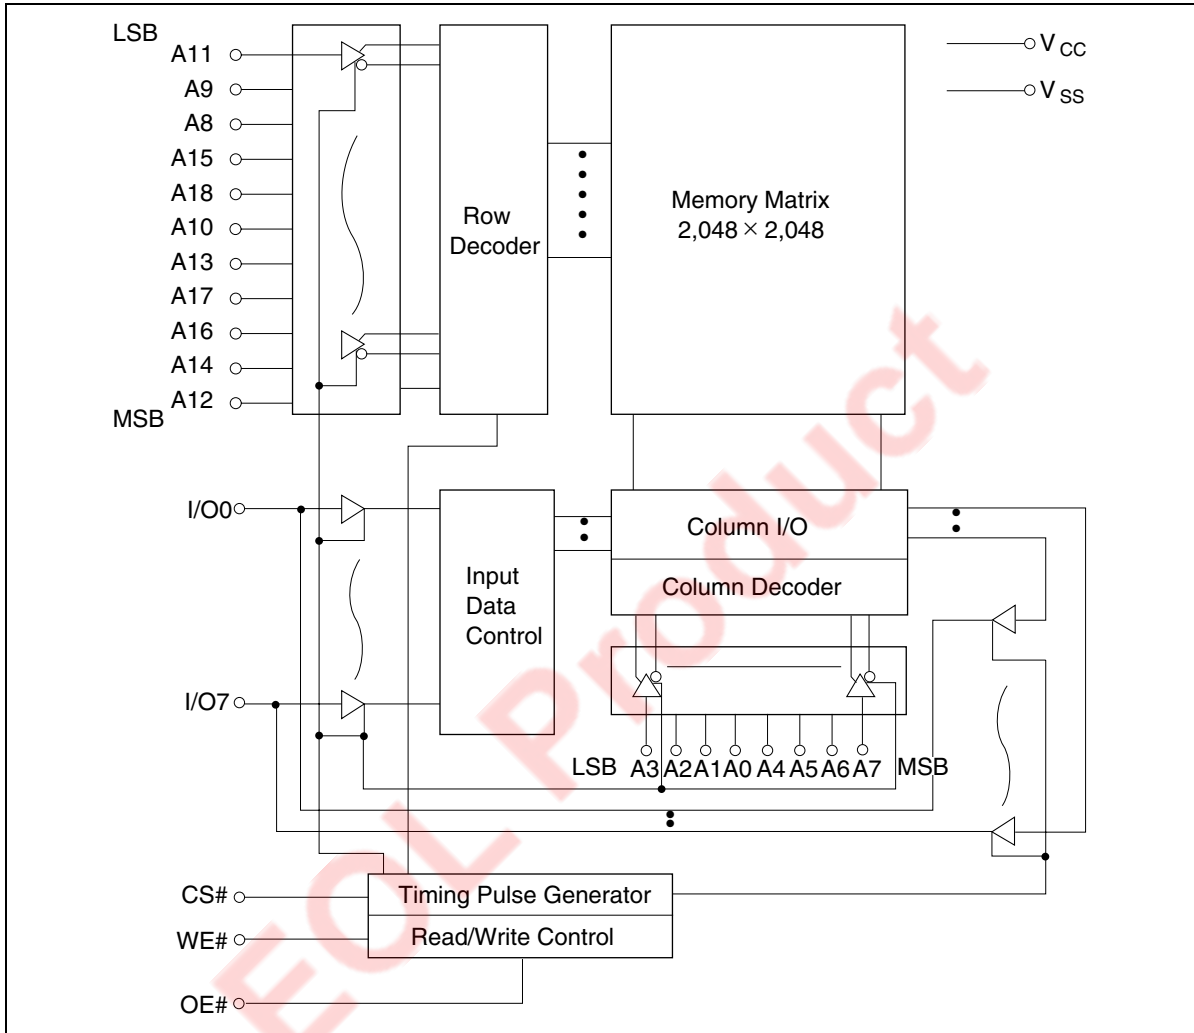 LSB
A11
A9
A8
A15
A18
A10
A13
A17
A16
A14
A12
MSB
Row
Decoder
Memory Matrix
2,048 × 2,048
V CC
V SS
I/O0
I/O7
Input
Data
Control
Column I/O
Column Decoder
LSB A3 A2 A1 A0 A4 A5 A6 A7 MSB
CS#
WE#
OE#
Timing Pulse Generator
Read/Write Control
EOL Product